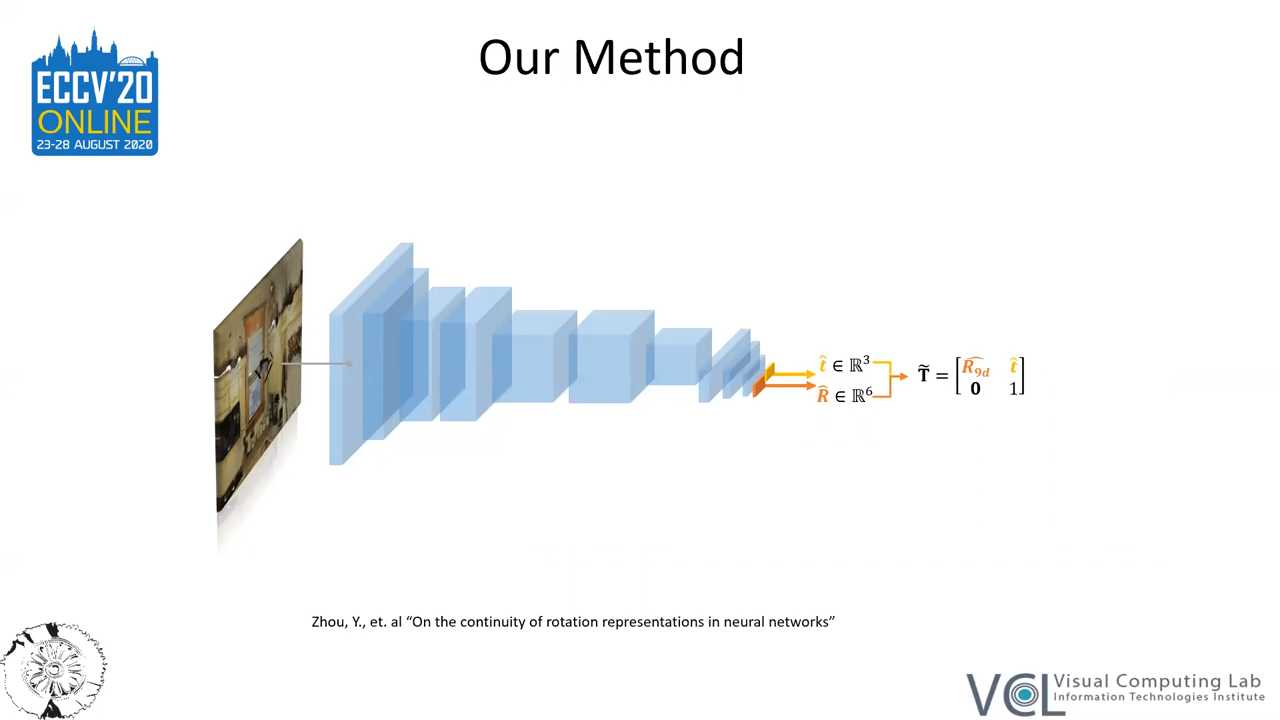 Our Method
ECCV'20
ONLINE
23-28 AUGUST 2020
t̂ ∈ ℝ³
R̂ ∈ ℝ⁶
T̃ = [R̂9d t̂
0 1]
Zhou, Y., et. al “On the continuity of rotation representations in neural networks”
VCL Visual Computing Lab
Information Technologies Institute